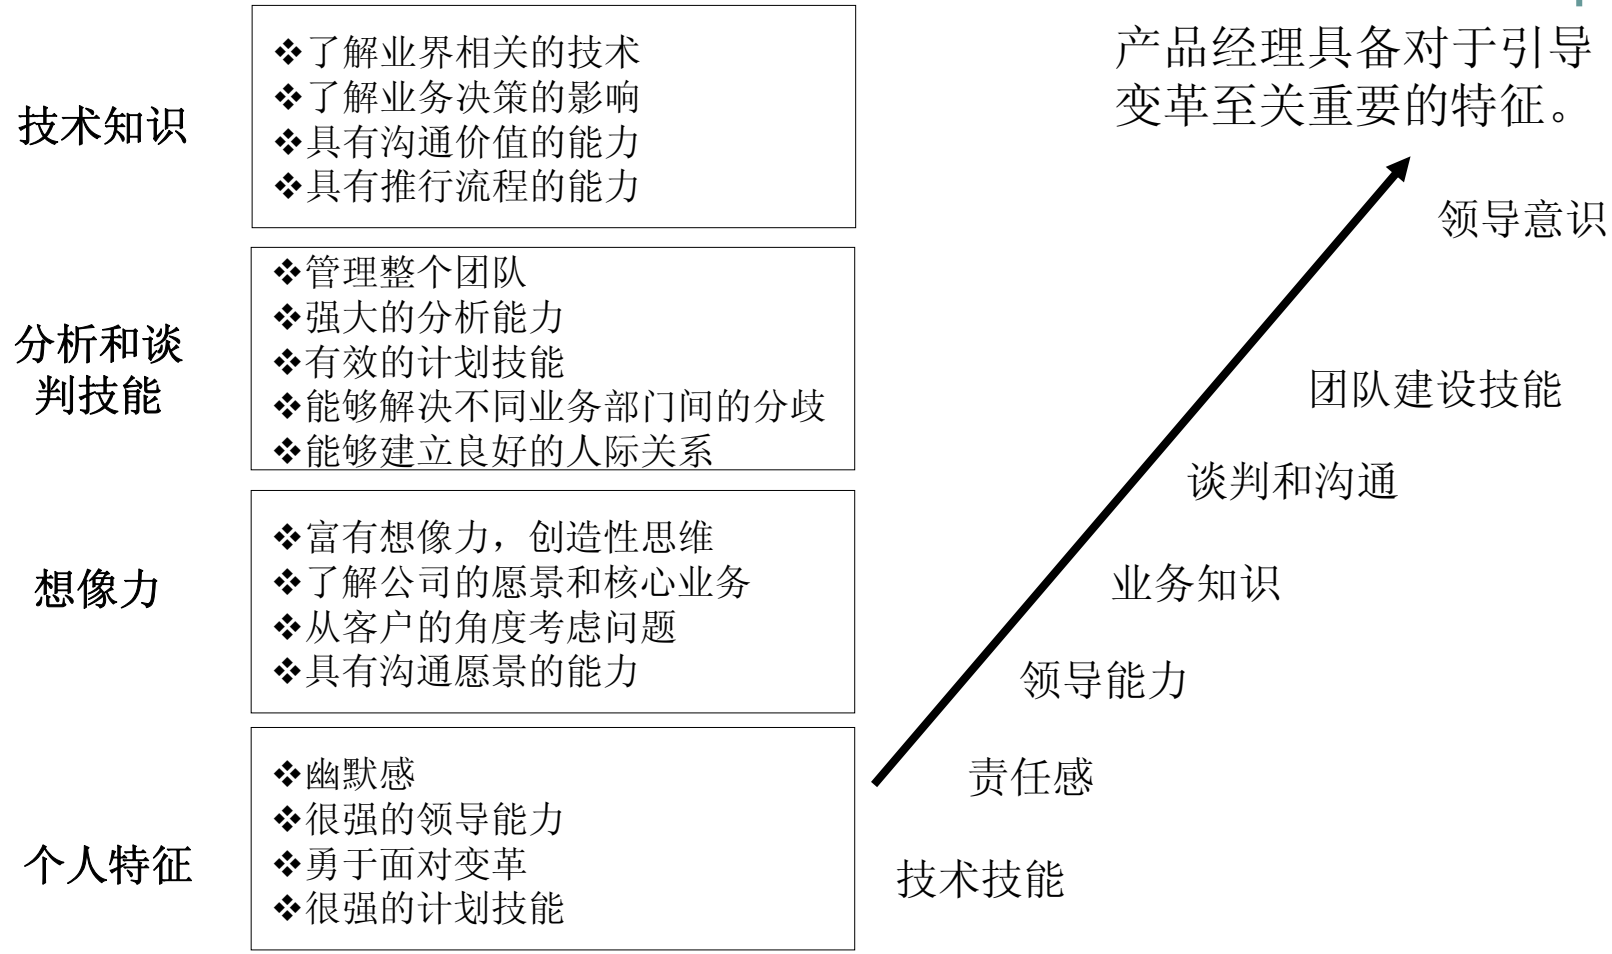 技术知识
❖了解业界相关的技术
❖了解业务决策的影响
❖具有沟通价值的能力
❖具有推行流程的能力
分析和谈
判技能
❖管理整个团队
❖强大的分析能力
❖有效的计划技能
❖能够解决不同业务部门间的分歧
❖能够建立良好的人际关系
想像力
❖富有想像力，创造性思维
❖了解公司的愿景和核心业务
❖从客户的角度考虑问题
❖具有沟通愿景的能力
个人特征
❖幽默感
❖很强的领导能力
❖勇于面对变革
❖很强的计划技能
产品经理具备对于引导
变革至关重要的特征。
领导意识
团队建设技能
谈判和沟通
业务知识
领导能力
责任感
技术技能